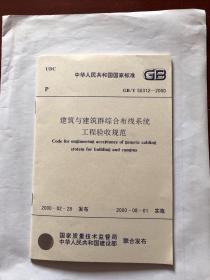 UDC
中华人民共和国国家标准
GB
P
GB/T 50312-2000
建筑与建筑群综合布线系统
工程验收规范
Code for engineering acceptance of generic cabling
system for building and campus
2000-02-28 发布
2000-08-01 实施
国家质量技术监督局
中华人民共和国建设部
联合发布